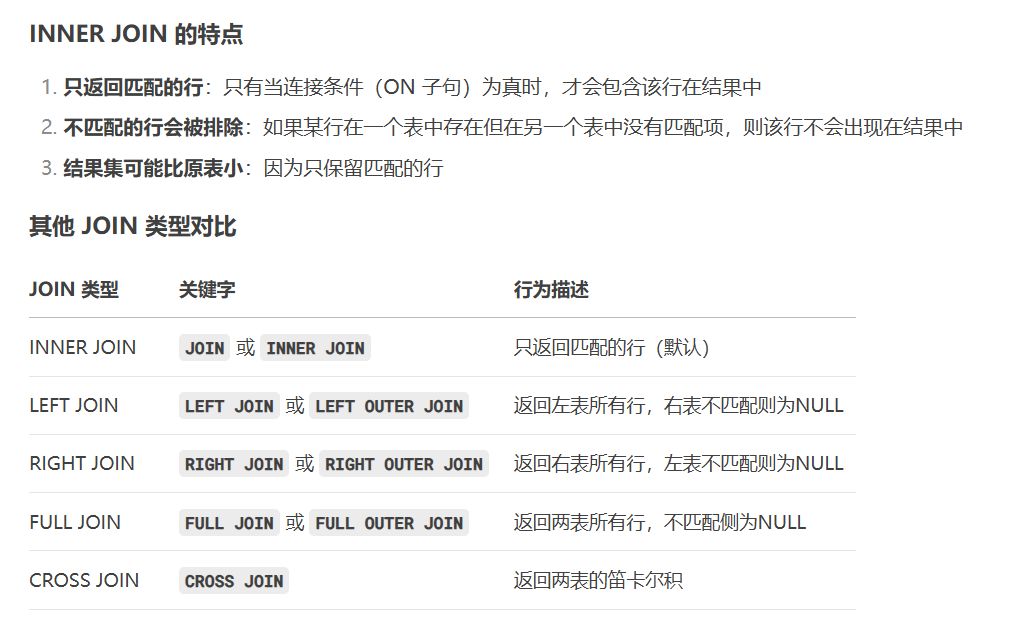 INNER JOIN 的特点
1. 只返回匹配的行：只有当连接条件（ON 子句）为真时，才会包含该行在结果中
2. 不匹配的行会被排除：如果某行在一个表中存在但在另一个表中没有匹配项，则该行不会出现在结果中
3. 结果集可能比原表小：因为只保留匹配的行
其他 JOIN 类型对比
JOIN 类型 关键字 行为描述
INNER JOIN JOIN 或 INNER JOIN 只返回匹配的行（默认）
LEFT JOIN LEFT JOIN 或 LEFT OUTER JOIN 返回左表所有行，右表不匹配则为NULL
RIGHT JOIN RIGHT JOIN 或 RIGHT OUTER JOIN 返回右表所有行，左表不匹配则为NULL
FULL JOIN FULL JOIN 或 FULL OUTER JOIN 返回两表所有行，不匹配侧为NULL
CROSS JOIN CROSS JOIN 返回两表的笛卡尔积